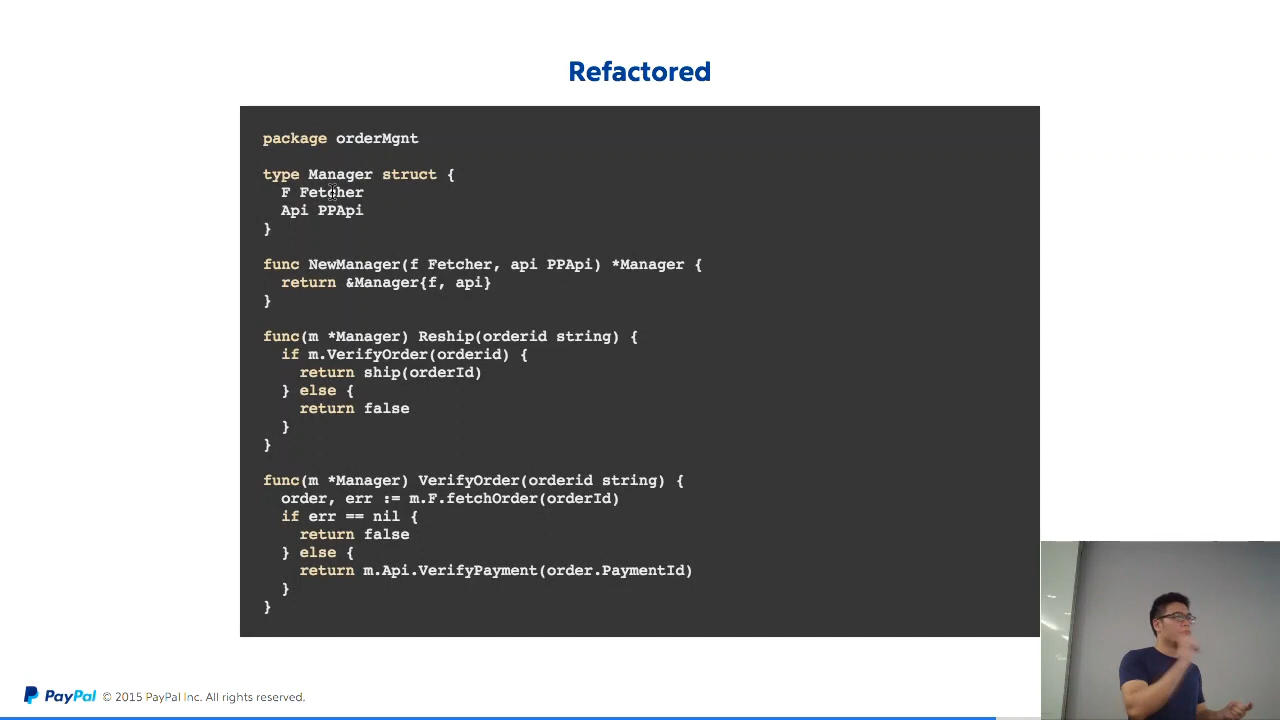 Refactored
package orderMgnt
type Manager struct {
F Fetcher
Api PPApi
}
func NewManager(f Fetcher, api PPApi) *Manager {
return &Manager{f, api}
}
func(m *Manager) Reship(orderid string) {
if m.VerifyOrder(orderid) {
return ship(orderId)
} else {
return false
}
}
func(m *Manager) VerifyOrder(orderid string) {
order, err := m.F.fetchOrder(orderId)
if err == nil {
return false
} else {
return m.Api.VerifyPayment(order.PaymentId)
}
}
PayPal © 2015 PayPal Inc. All rights reserved.